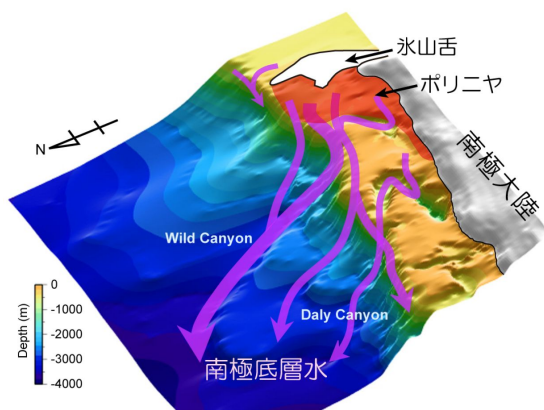 氷山舌
ポリニヤ
南極大陸
N
Wild Canyon
Daly Canyon
南極底層水
Depth (m)
0
-1000
-2000
-3000
-4000